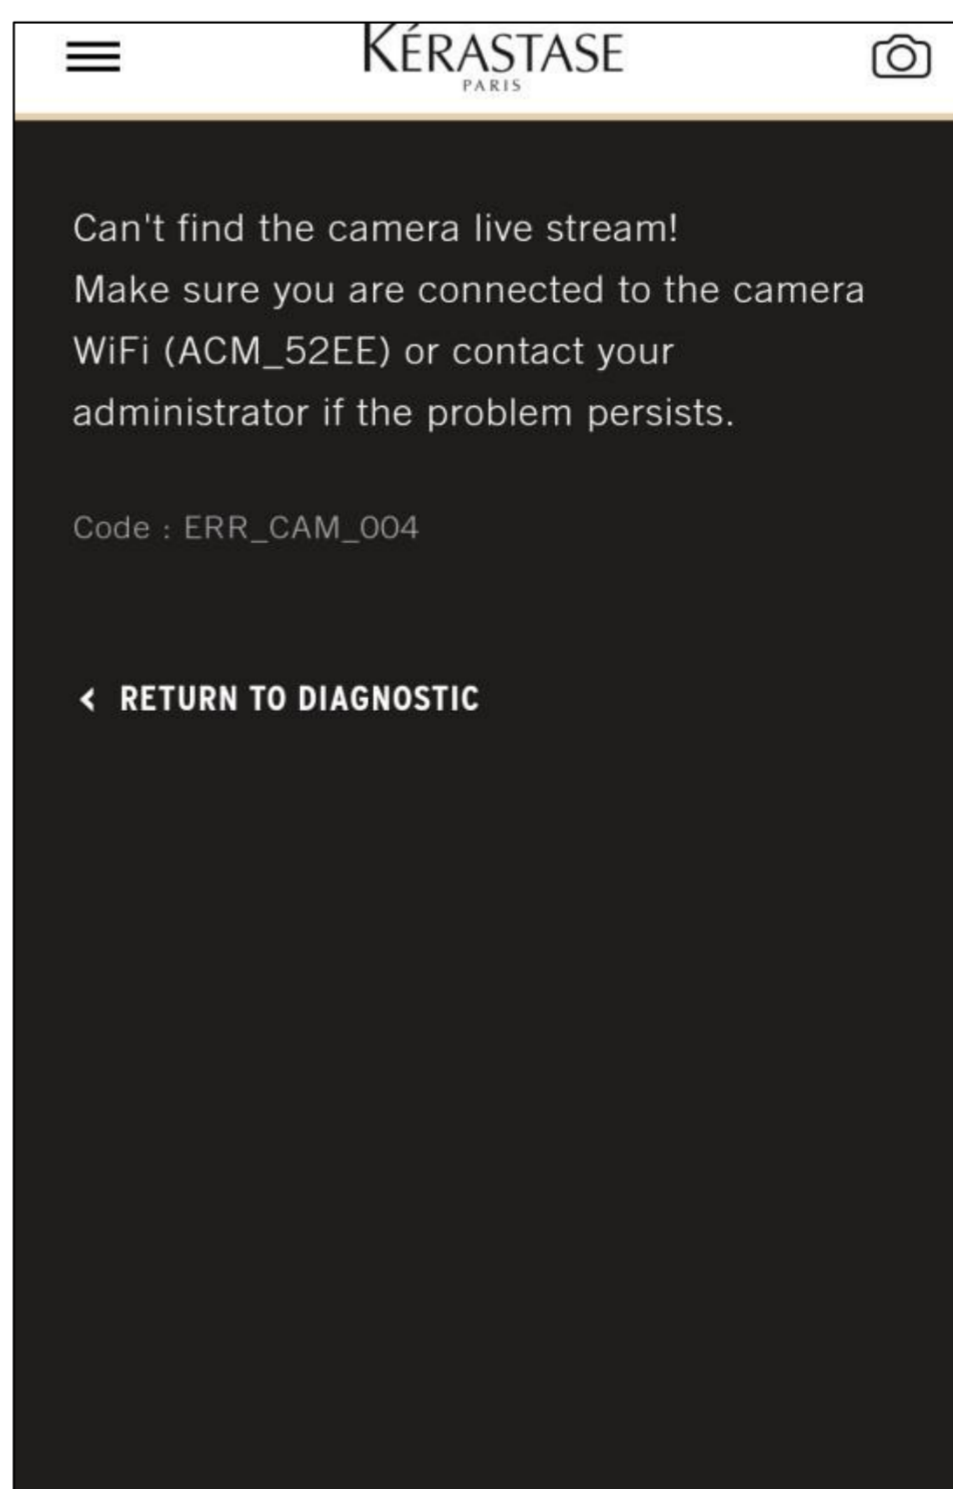 KÉRASTASE
PARIS
Can't find the camera live stream!
Make sure you are connected to the camera
WiFi (ACM_52EE) or contact your
administrator if the problem persists.
Code : ERR_CAM_004
< RETURN TO DIAGNOSTIC